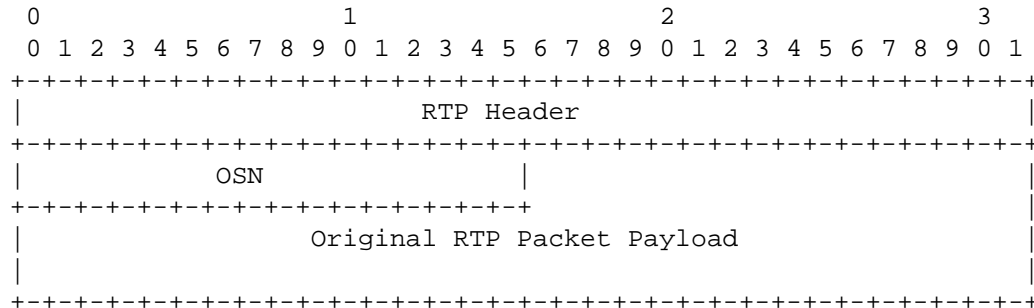 0                   1                   2                   3
 0 1 2 3 4 5 6 7 8 9 0 1 2 3 4 5 6 7 8 9 0 1 2 3 4 5 6 7 8 9 0 1
+-+-+-+-+-+-+-+-+-+-+-+-+-+-+-+-+-+-+-+-+-+-+-+-+-+-+-+-+-+-+-+-+
|                         RTP Header                            |
+-+-+-+-+-+-+-+-+-+-+-+-+-+-+-+-+-+-+-+-+-+-+-+-+-+-+-+-+-+-+-+-+
|            OSN                |                               |
+-+-+-+-+-+-+-+-+-+-+-+-+-+-+-+-+                               |
|                  Original RTP Packet Payload                  |
|                                                               |
+-+-+-+-+-+-+-+-+-+-+-+-+-+-+-+-+-+-+-+-+-+-+-+-+-+-+-+-+-+-+-+-+